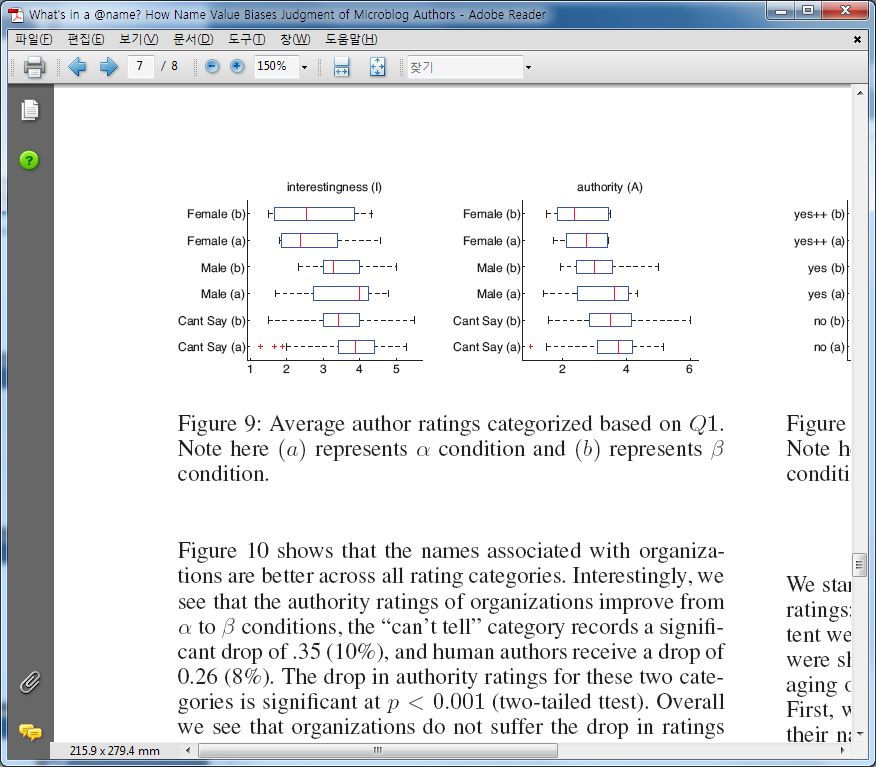 What's in a @name? How Name Value Biases Judgment of Microblog Authors - Adobe Reader
파일(F) 편집(E) 보기(V) 문서(D) 도구(T) 창(W) 도움말(H)
7 / 8 150% 찾기
interestingness (I)
Female (b)
Female (a)
Male (b)
Male (a)
Cant Say (b)
Cant Say (a)
1 2 3 4 5
authority (A)
Female (b)
Female (a)
Male (b)
Male (a)
Cant Say (b)
Cant Say (a)
2 4 6
yes++ (b)
yes++ (a)
yes (b)
yes (a)
no (b)
no (a)
Figure 9: Average author ratings categorized based on Q1.
Note here (a) represents α condition and (b) represents β
condition.
Figure 10 shows that the names associated with organiza-
tions are better across all rating categories. Interestingly, we
see that the authority ratings of organizations improve from
α to β conditions, the “can’t tell” category records a signifi-
cant drop of .35 (10%), and human authors receive a drop of
0.26 (8%). The drop in authority ratings for these two cate-
gories is significant at p < 0.001 (two-tailed ttest). Overall
we see that organizations do not suffer the drop in ratings
Figure
Note h
conditi
We star
ratings:
tent we
were sh
aging o
First, w
their na
215.9 x 279.4 mm